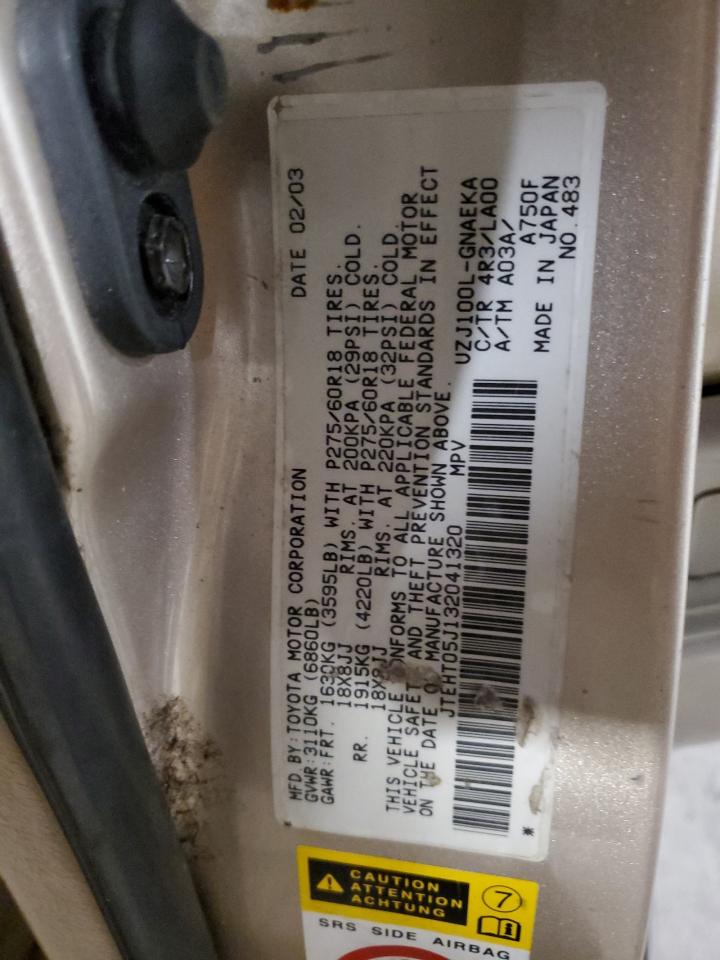 MFD BY:TOYOTA MOTOR CORPORATION DATE 02/03
GVWR:3110KG (6860LB)
GAWR:FRT. 1630KG (3595LB) WITH P275/60R18 TIRES.
18X8JJ RIMS. AT 200KPA (29PSI) COLD.
RR. 1915KG (4220LB) WITH P275/60R18 TIRES.
18X8JJ RIMS. AT 220KPA (32PSI) COLD.
THIS VEHICLE CONFORMS TO ALL APPLICABLE FEDERAL MOTOR
VEHICLE SAFETY AND THEFT PREVENTION STANDARDS IN EFFECT
ON THE DATE OF MANUFACTURE SHOWN ABOVE.
JTEHT05J132041320 MPV UZJ100L-GNAEKA
C/TR 4R3/LA00
A/TM A03A/
A750F
MADE IN JAPAN
* NO.483
CAUTION
ATTENTION
ACHTUNG
7
SRS SIDE AIRBAG